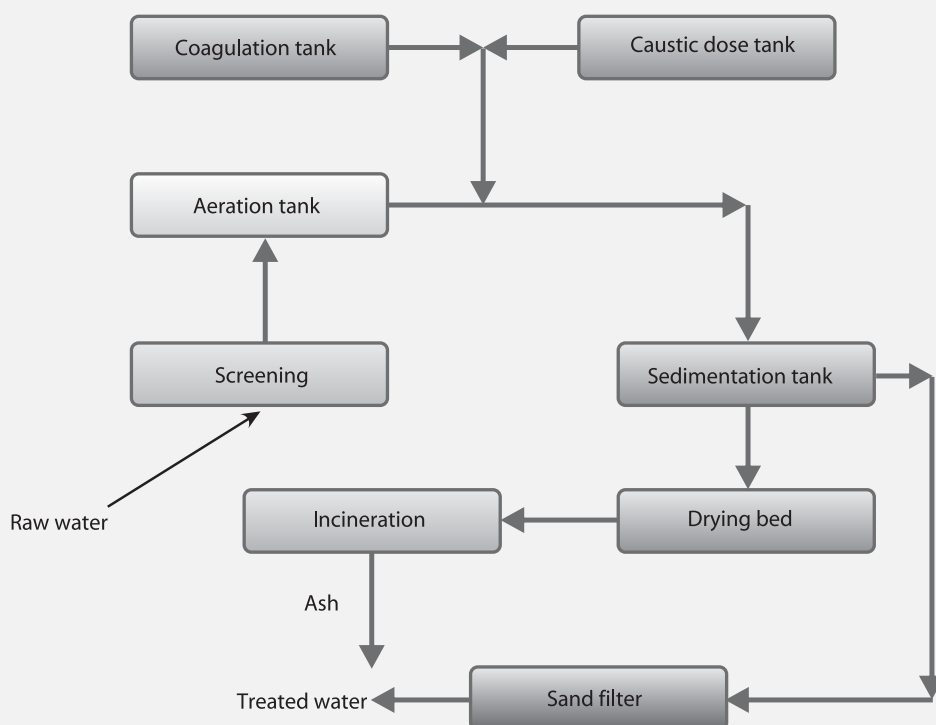 Coagulation tank
Caustic dose tank
Aeration tank
Screening
Sedimentation tank
Raw water
Incineration
Drying bed
Ash
Treated water
Sand filter